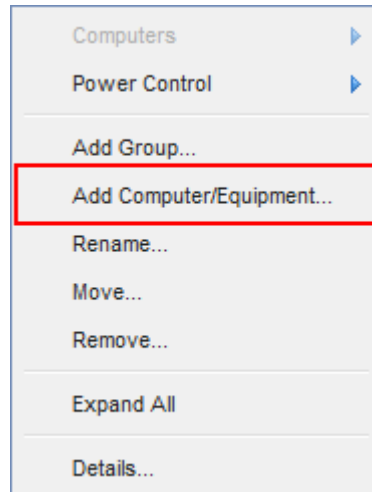 Computers
Power Control
Add Group...
Add Computer/Equipment...
Rename...
Move...
Remove...
Expand All
Details...